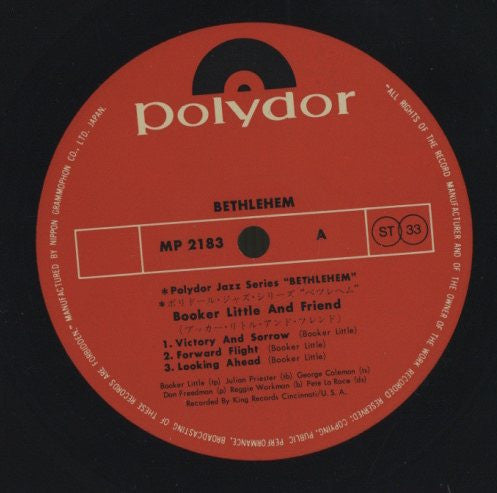 polydor
BETHLEHEM
MP 2183
A
ST 33
*Polydor Jazz Series "BETHLEHEM"
*ポリドール・ジャズ・シリーズ "ベツレヘム"
Booker Little And Friend
(ブッカー・リトル・アンド・フレンド)
1. Victory And Sorrow (Booker Little)
2. Forward Flight (Booker Little)
3. Looking Ahead (Booker Little)
Booker Little (tp) Julian Priester (tb) George Coleman (ts)
Don Freedman (p) Reggie Workman (b) Pete La Roca (ds)
Recorded By King Records Cincinnati/U.S.A.
"ALL RIGHTS OF THE RECORD MANUFACTURER AND OF THE OWNER OF THE WORK RECORDED RESERVED; COPYING, PUBLIC PERFORMANCE, BROADCASTING OF THESE RECORDS ARE FORBIDDEN." MANUFACTURED BY NIPPON GRAMMOPHON CO., LTD. JAPAN.